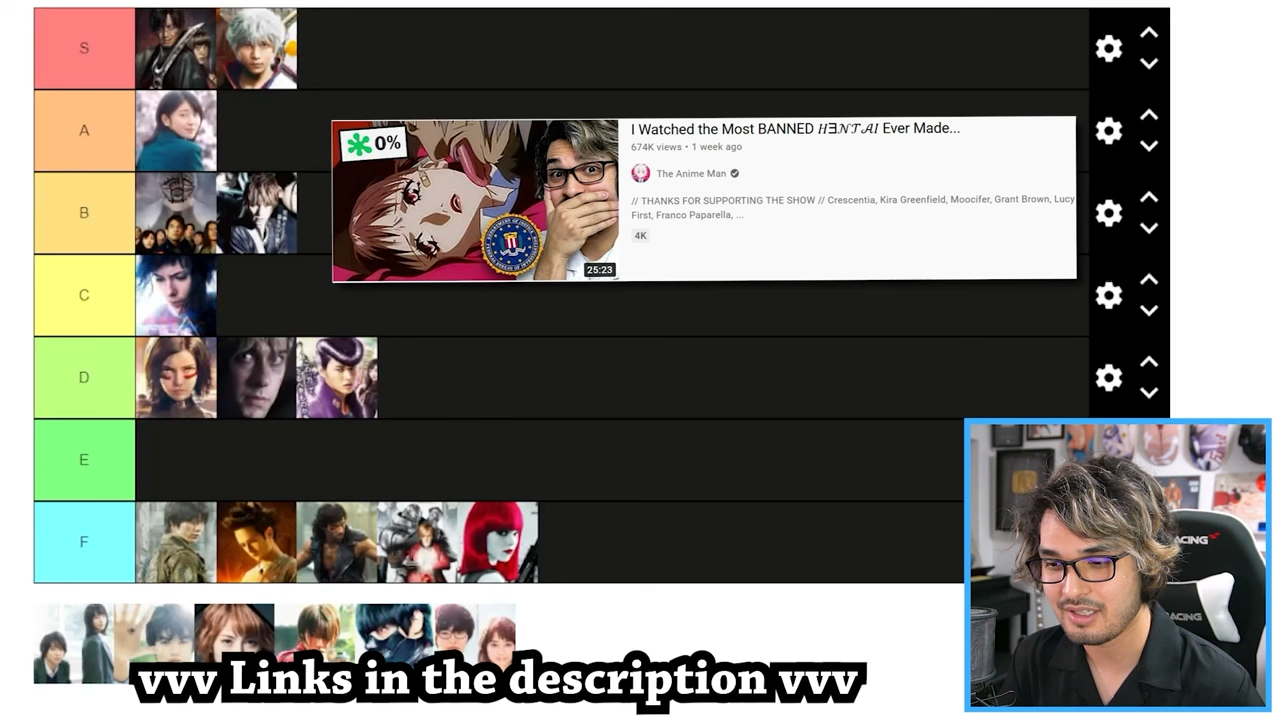 S
A
B
C
D
E
F
0%
25:23
I Watched the Most BANNED HƎNTAI Ever Made...
674K views • 1 week ago
The Anime Man
// THANKS FOR SUPPORTING THE SHOW // Crescentia, Kira Greenfield, Moocifer, Grant Brown, Lucy
First, Franco Paparella, ...
4K
RACING
RACING
vvv Links in the description vvv